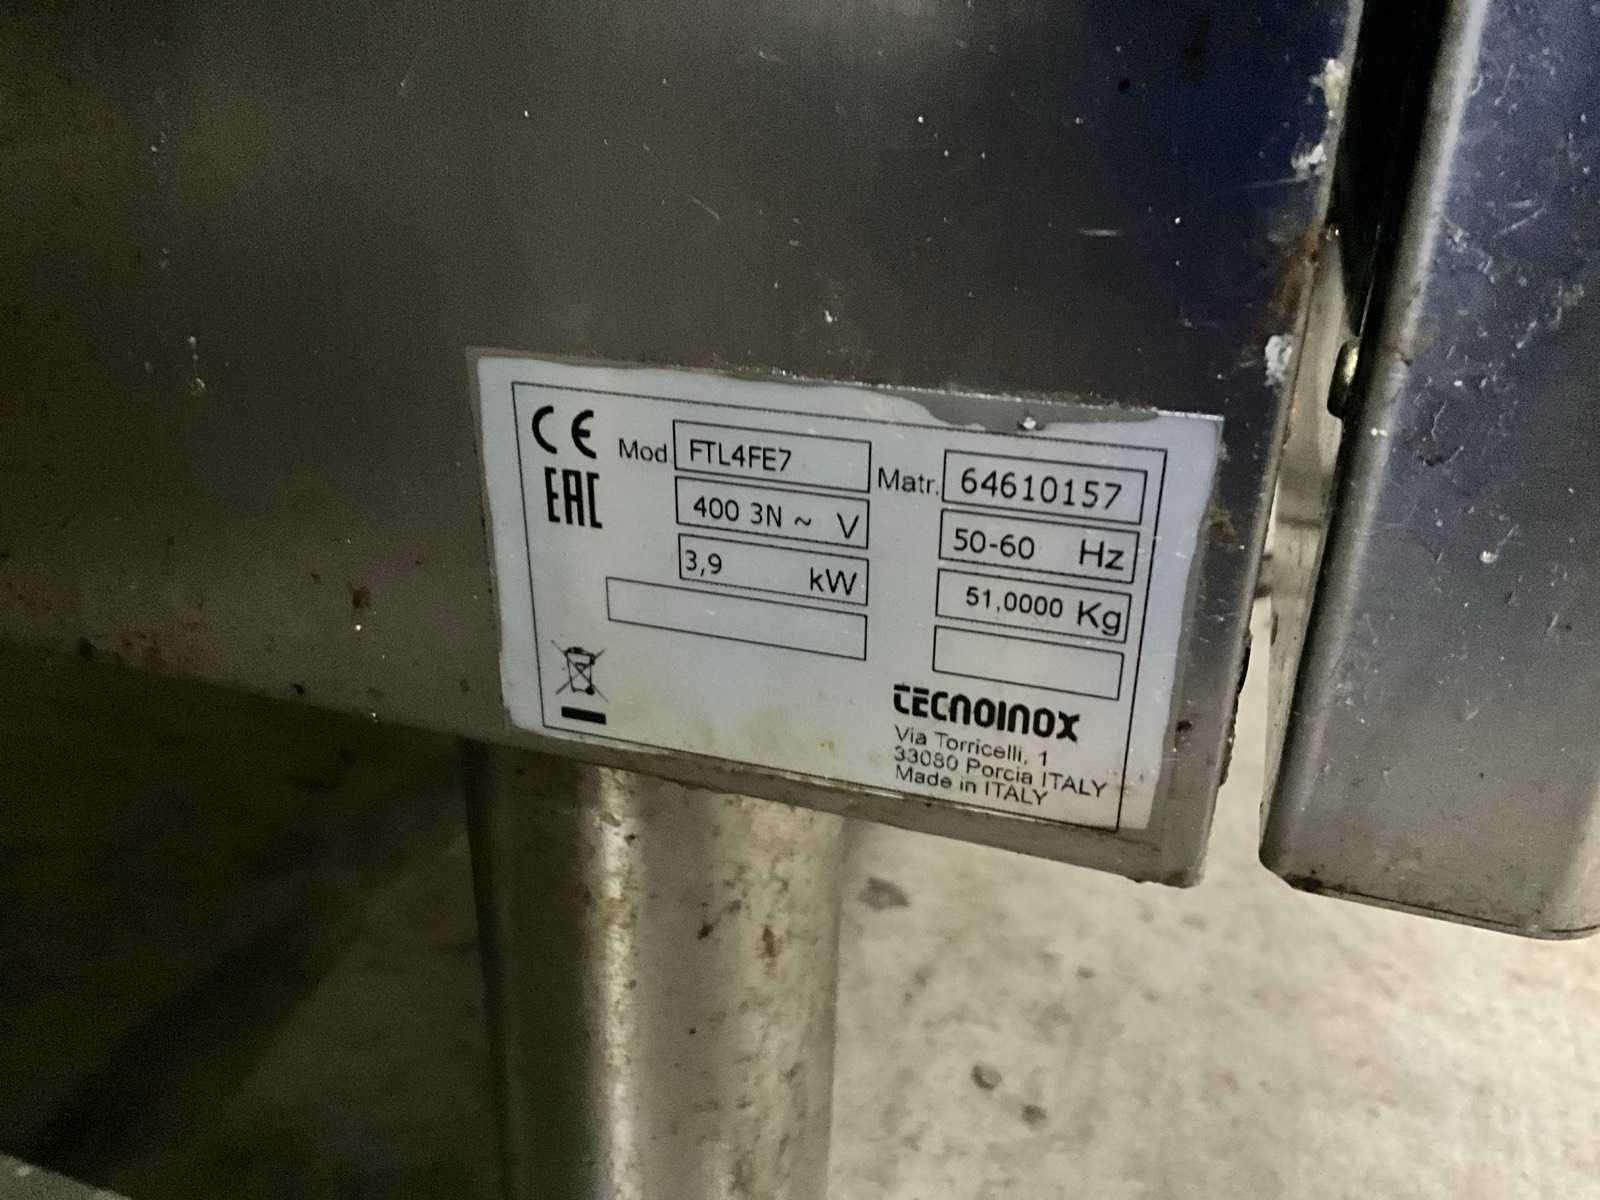 CE Mod FTL4FE7 Matr. 64610157
EAC 400 3N ~ V 50-60 Hz
3,9 kW 51,0000 Kg
TECNOINOX
Via Torricelli, 1
33080 Porcia ITALY
Made in ITALY